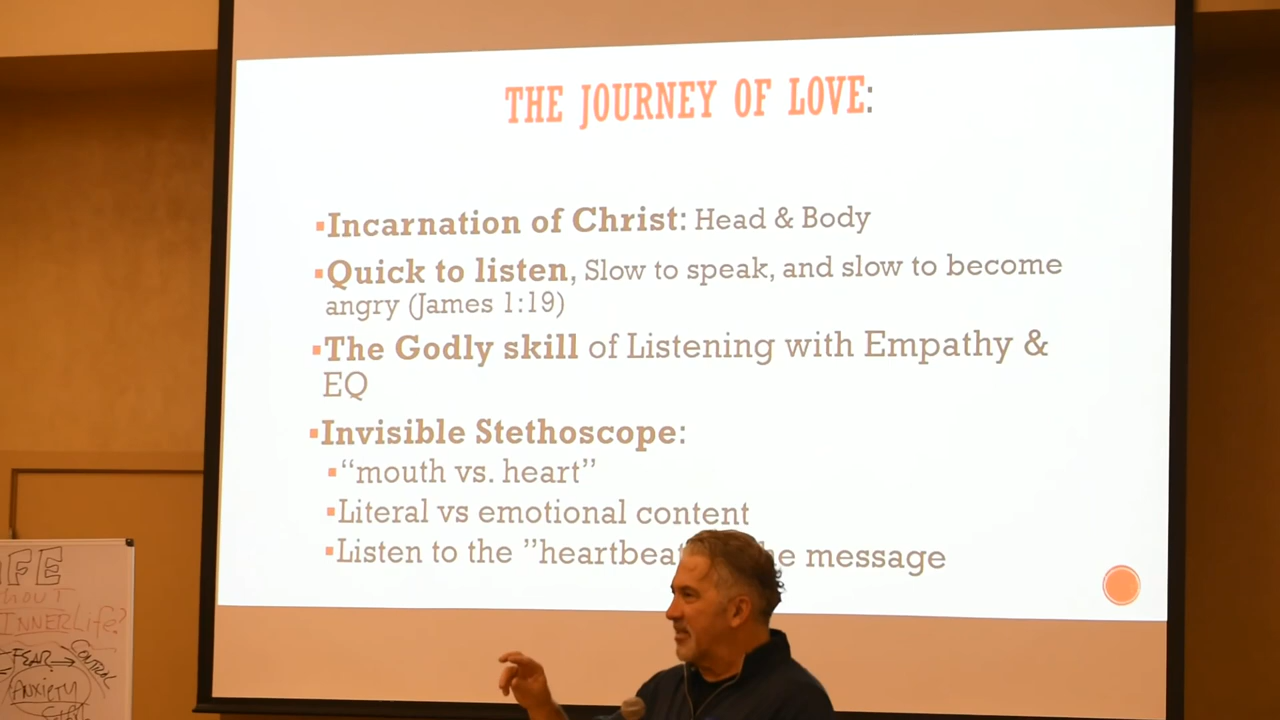 THE JOURNEY OF LOVE:
▪Incarnation of Christ: Head & Body
▪Quick to listen, Slow to speak, and slow to become
angry (James 1:19)
▪The Godly skill of Listening with Empathy &
EQ
▪Invisible Stethoscope:
▪“mouth vs. heart”
▪Literal vs emotional content
▪Listen to the ”heartbeat he message
FE
HOUT
INNER Life?
FEAR → CONTROL
ANXIETY